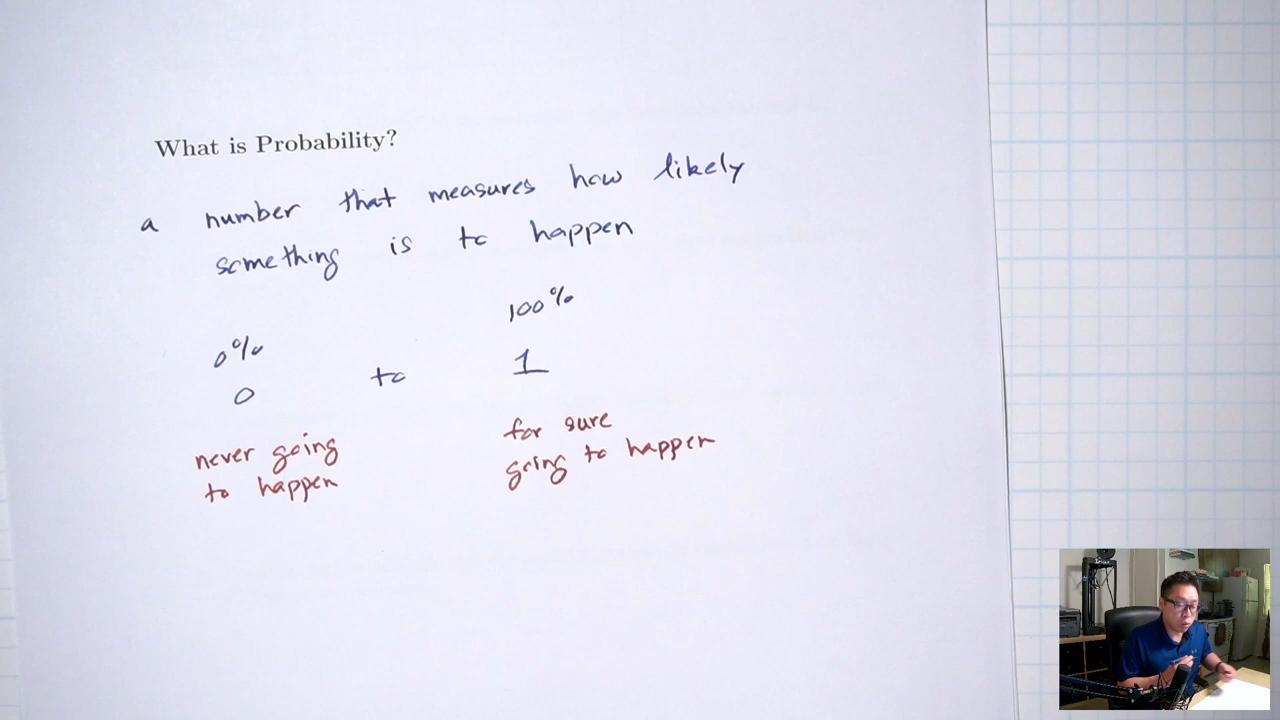 What is Probability?
a number that measures how likely
something is to happen
0% 100%
0 to 1
never going for sure
to happen going to happen